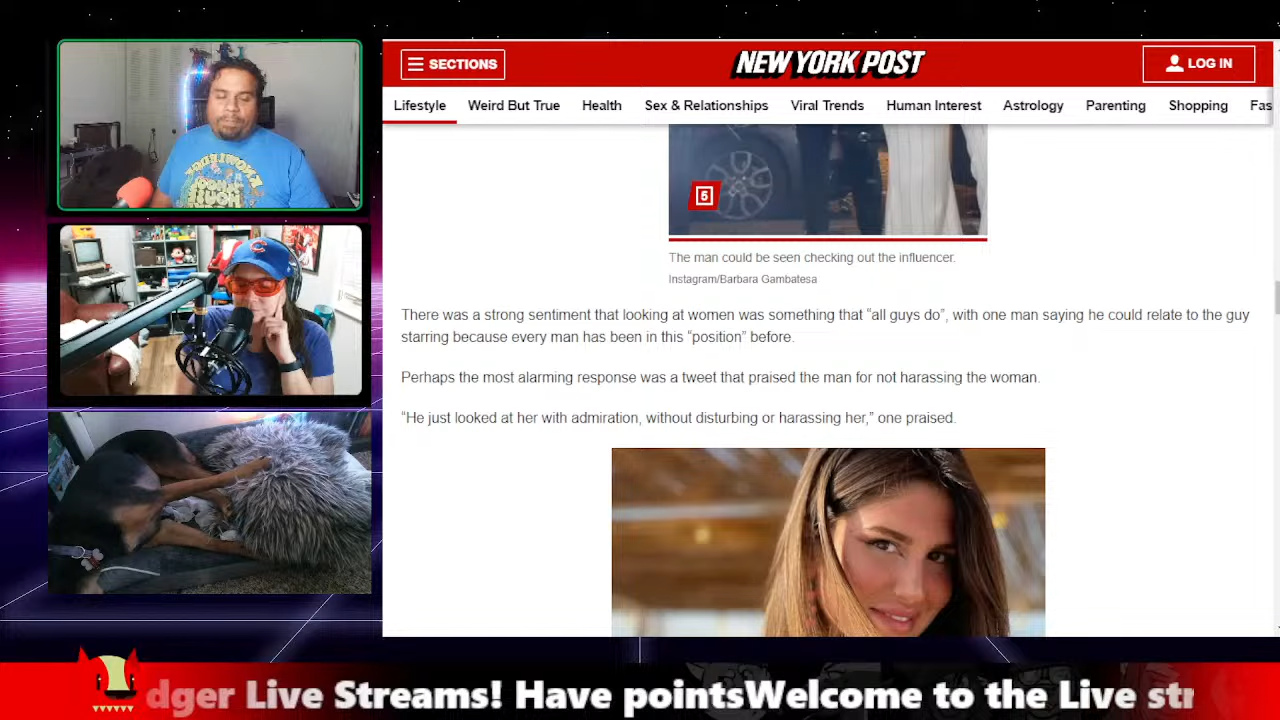 SECTIONS
NEW YORK POST
LOG IN
Lifestyle
Weird But True
Health
Sex & Relationships
Viral Trends
Human Interest
Astrology
Parenting
Shopping
Fas
5
The man could be seen checking out the influencer.
Instagram/Barbara Gambatesa
There was a strong sentiment that looking at women was something that “all guys do”, with one man saying he could relate to the guy
starring because every man has been in this “position” before.
Perhaps the most alarming response was a tweet that praised the man for not harassing the woman.
“He just looked at her with admiration, without disturbing or harassing her,” one praised.
dger Live Streams! Have pointsWelcome to the Live str